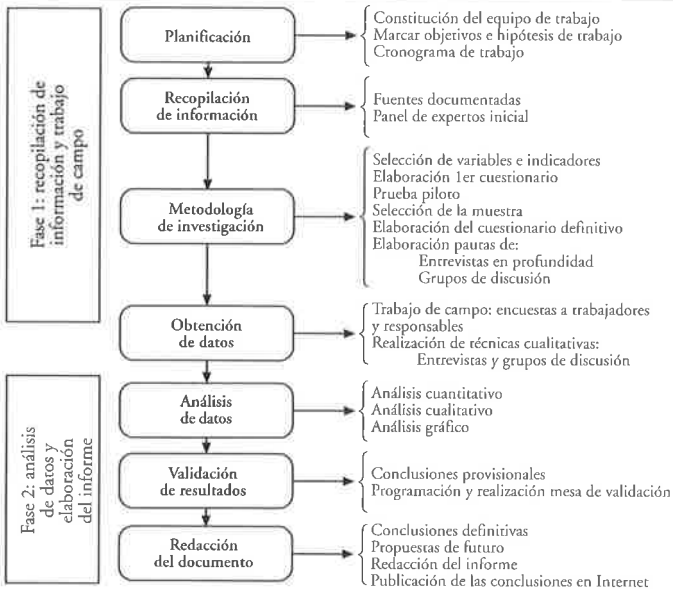 Fase 1: recopilación de
información y trabajo
de campo
Planificación
Constitución del equipo de trabajo
Marcar objetivos e hipótesis de trabajo
Cronograma de trabajo
Recopilación
de información
Fuentes documentadas
Panel de expertos inicial
Metodología
de investigación
Selección de variables e indicadores
Elaboración 1er cuestionario
Prueba piloto
Selección de la muestra
Elaboración del cuestionario definitivo
Elaboración pautas de:
Entrevistas en profundidad
Grupos de discusión
Obtención
de datos
Trabajo de campo: encuestas a trabajadores
y responsables
Realización de técnicas cualitativas:
Entrevistas y grupos de discusión
Fase 2: análisis
de datos y
elaboración
del informe
Análisis
de datos
Análisis cuantitativo
Análisis cualitativo
Análisis gráfico
Validación
de resultados
Conclusiones provisionales
Programación y realización mesa de validación
Redacción
del documento
Conclusiones definitivas
Propuestas de futuro
Redacción del informe
Publicación de las conclusiones en Internet